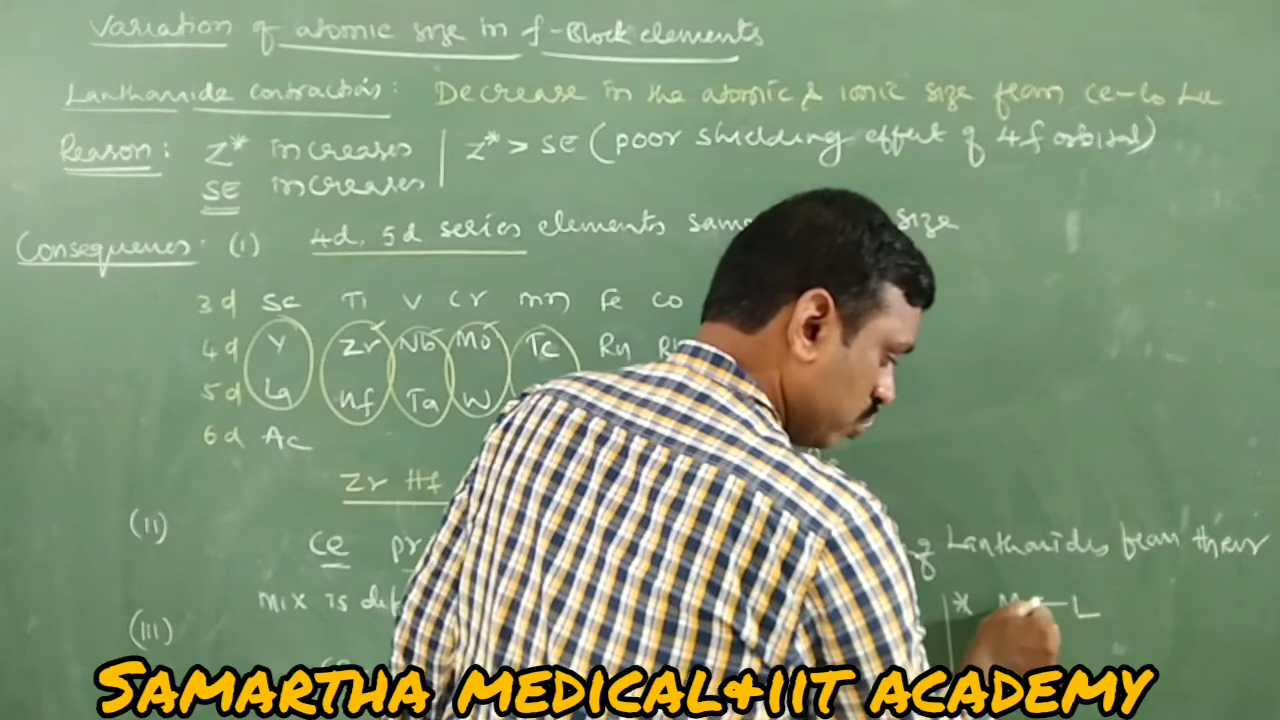 Variation of atomic size in f-Block elements
Lanthanide contraction: Decrease in the atomic & ionic size from Ce-to Lu
Reason: Z* increases | Z* > SE (poor shielding effect of 4f orbital)
SE increases
Consequences: (I) 4d, 5d series elements same size
3d Sc Ti V Cr mn Fe Co
4d Y Zr Nb Mo Tc Ru
5d La Hf Ta W
6d Ac
Zr Hf
(II) Ce pr of Lanthanides from their
mix is * M-L
(III)
SAMARTHA MEDICAL&IIT ACADEMY